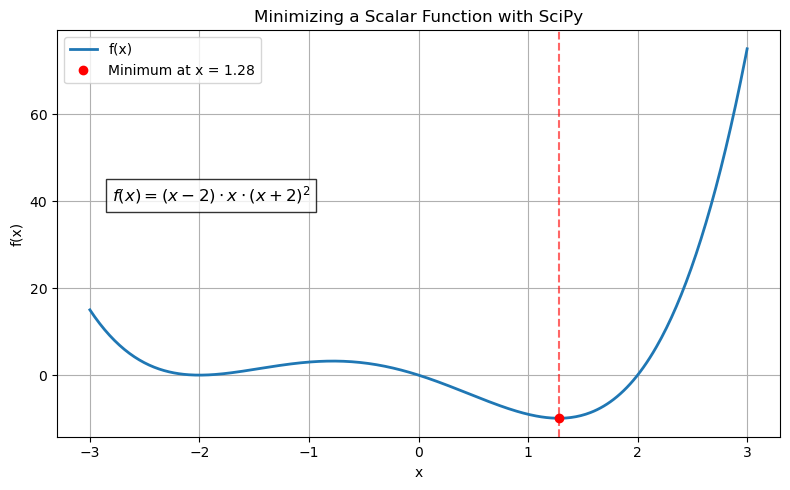 Minimizing a Scalar Function with SciPy
f(x)
Minimum at x = 1.28
f(x) = (x − 2) · x · (x + 2)²
f(x)
60
40
20
0
−3 −2 −1 0 1 2 3
x